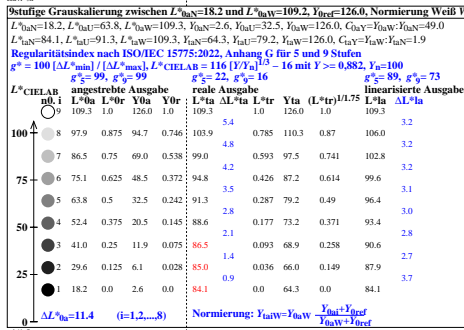 9stufige Grauskalierung zwischen L*0aN=18.2 und L*0aW=109.2, Y0ref=126.0, Normierung Weiß W
L*0aN=18.2, L*0aU=63.8, L*0aW=109.3, Y0aN=2.6, Y0aU=32.5, Y0aW=126.0, C0aY=Y0aW:Y0aN=49.0
L*taN=84.1, L*taU=91.3, L*taW=109.3, YtaN=64.3, YtaU=79.2, YtaW=126.0, CtaY=YtaW:YtaN=1.9
Regularitätsindex nach ISO/IEC 15775:2022, Anhang G für 5 und 9 Stufen
g* = 100 [ΔL*min] / [ΔL*max], L*CIELAB = 116 [Y/Yn]1/3 − 16 mit Y >= 0,882, Yn=100
g*5= 99, g*9= 99 g*5= 22, g*9= 16 g*5= 89, g*9= 73
L*CIELAB angestrebte Ausgabe reale Ausgabe linearisierte Ausgabe
n0. i L*0a L*0r Y0a Y0r L*ta ΔL*ta L*tr Yta (L*tr)1/1.75 L*la ΔL*la
9 109.3 1.0 126.0 1.0 109.3 1.0 126.0 1.0 109.3
5.4 3.2
100 8 97.9 0.875 94.7 0.746 103.9 0.785 110.3 0.87 106.0
4.8 3.2
7 86.5 0.75 69.0 0.538 99.0 0.593 97.5 0.741 102.8
4.2 3.2
75 6 75.1 0.625 48.5 0.372 94.8 0.426 87.2 0.614 99.6
3.5 3.1
5 63.8 0.5 32.5 0.242 91.3 0.287 79.2 0.49 96.4
2.8 3.0
50 4 52.4 0.375 20.5 0.145 88.6 0.177 73.2 0.371 93.4
2.1 2.8
3 41.0 0.25 11.9 0.075 86.5 0.093 68.9 0.258 90.6
1.4 2.7
25 2 29.6 0.125 6.1 0.028 85.0 0.036 66.0 0.149 87.9
0.9 3.7
1 18.2 0.0 2.6 0.0 84.1 0.0 64.3 0.0 84.1
0 ΔL*0a=11.4 (i=1,2,...,8) Normierung: YtaiW=Y0aW Y0ai+Y0ref
Y0aW+Y0ref